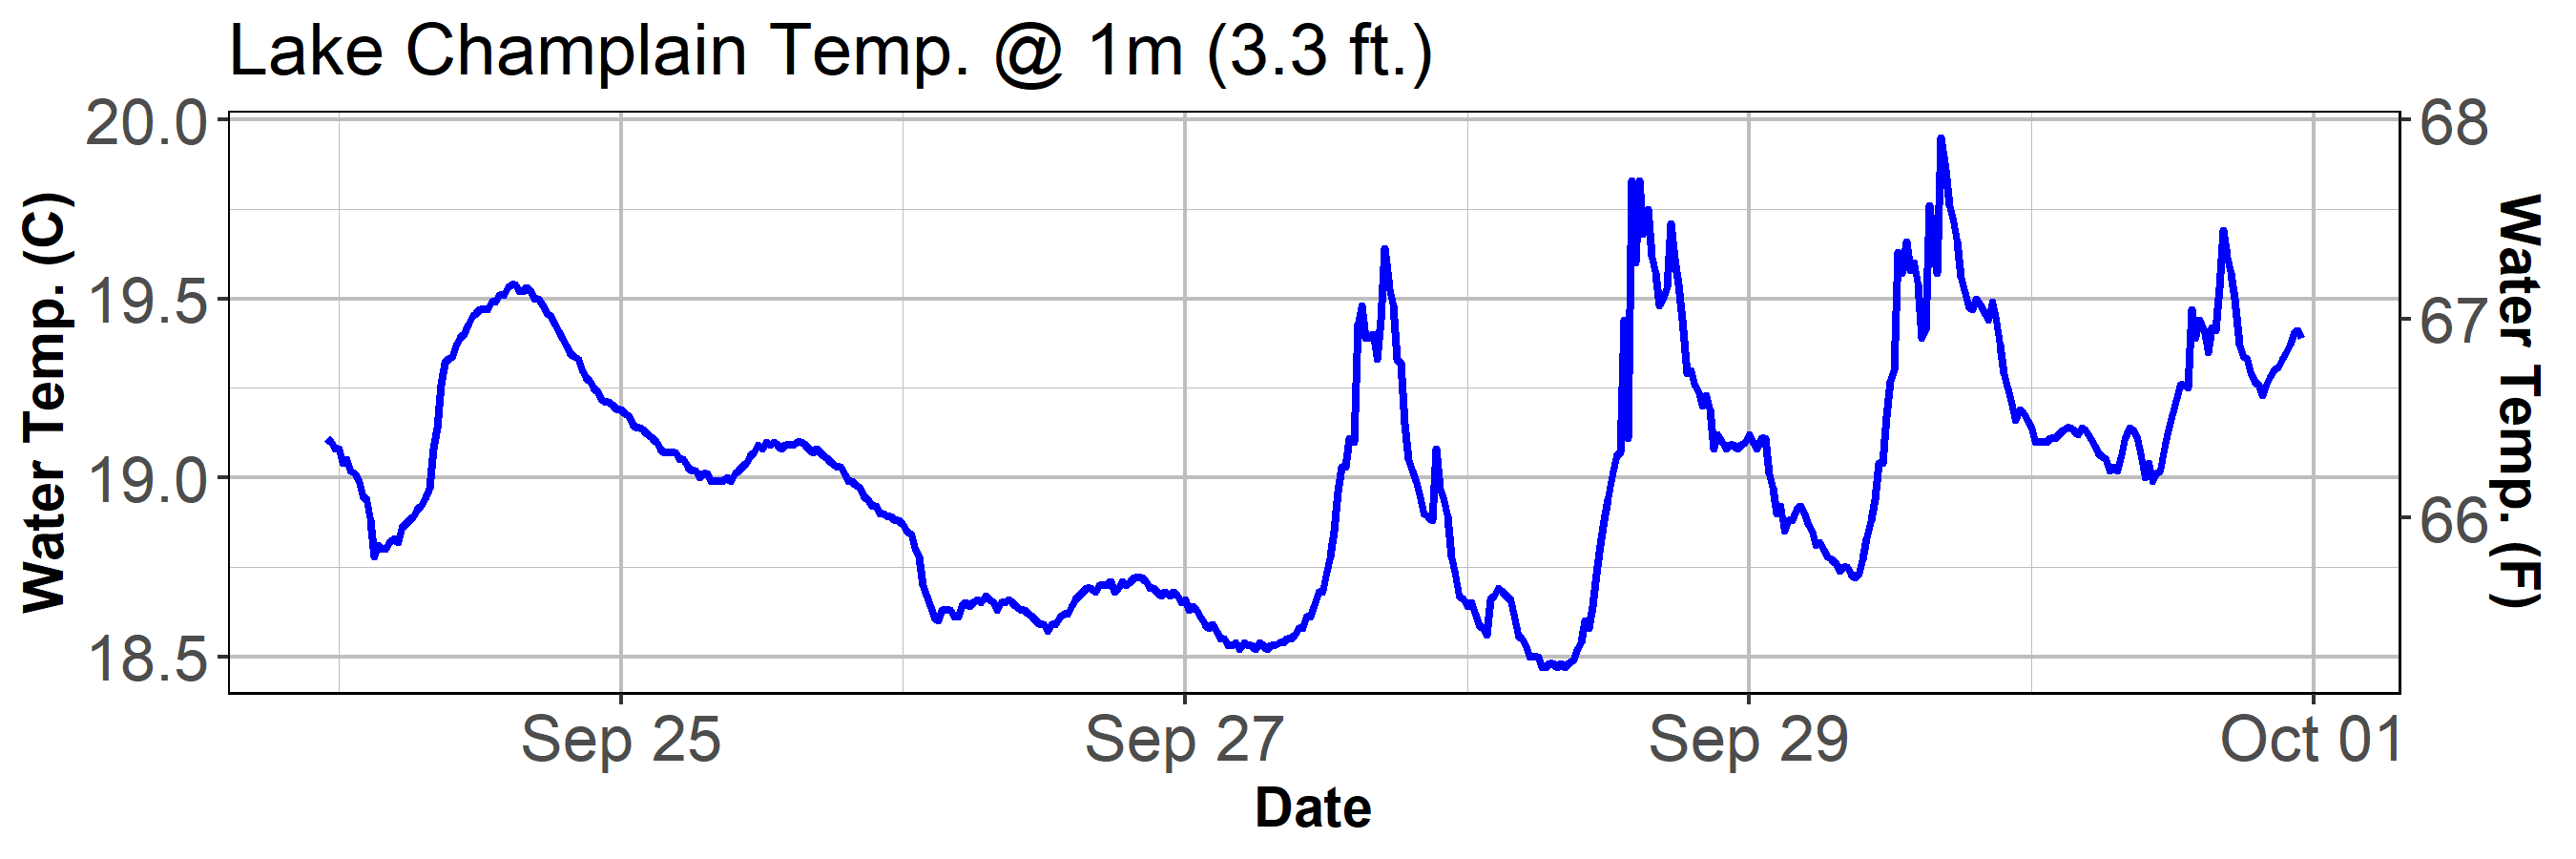 Lake Champlain Temp. @ 1m (3.3 ft.)
Water Temp. (C)
20.0
19.5
19.0
18.5
68
67
66
Water Temp. (F)
Sep 25
Sep 27
Sep 29
Oct 01
Date